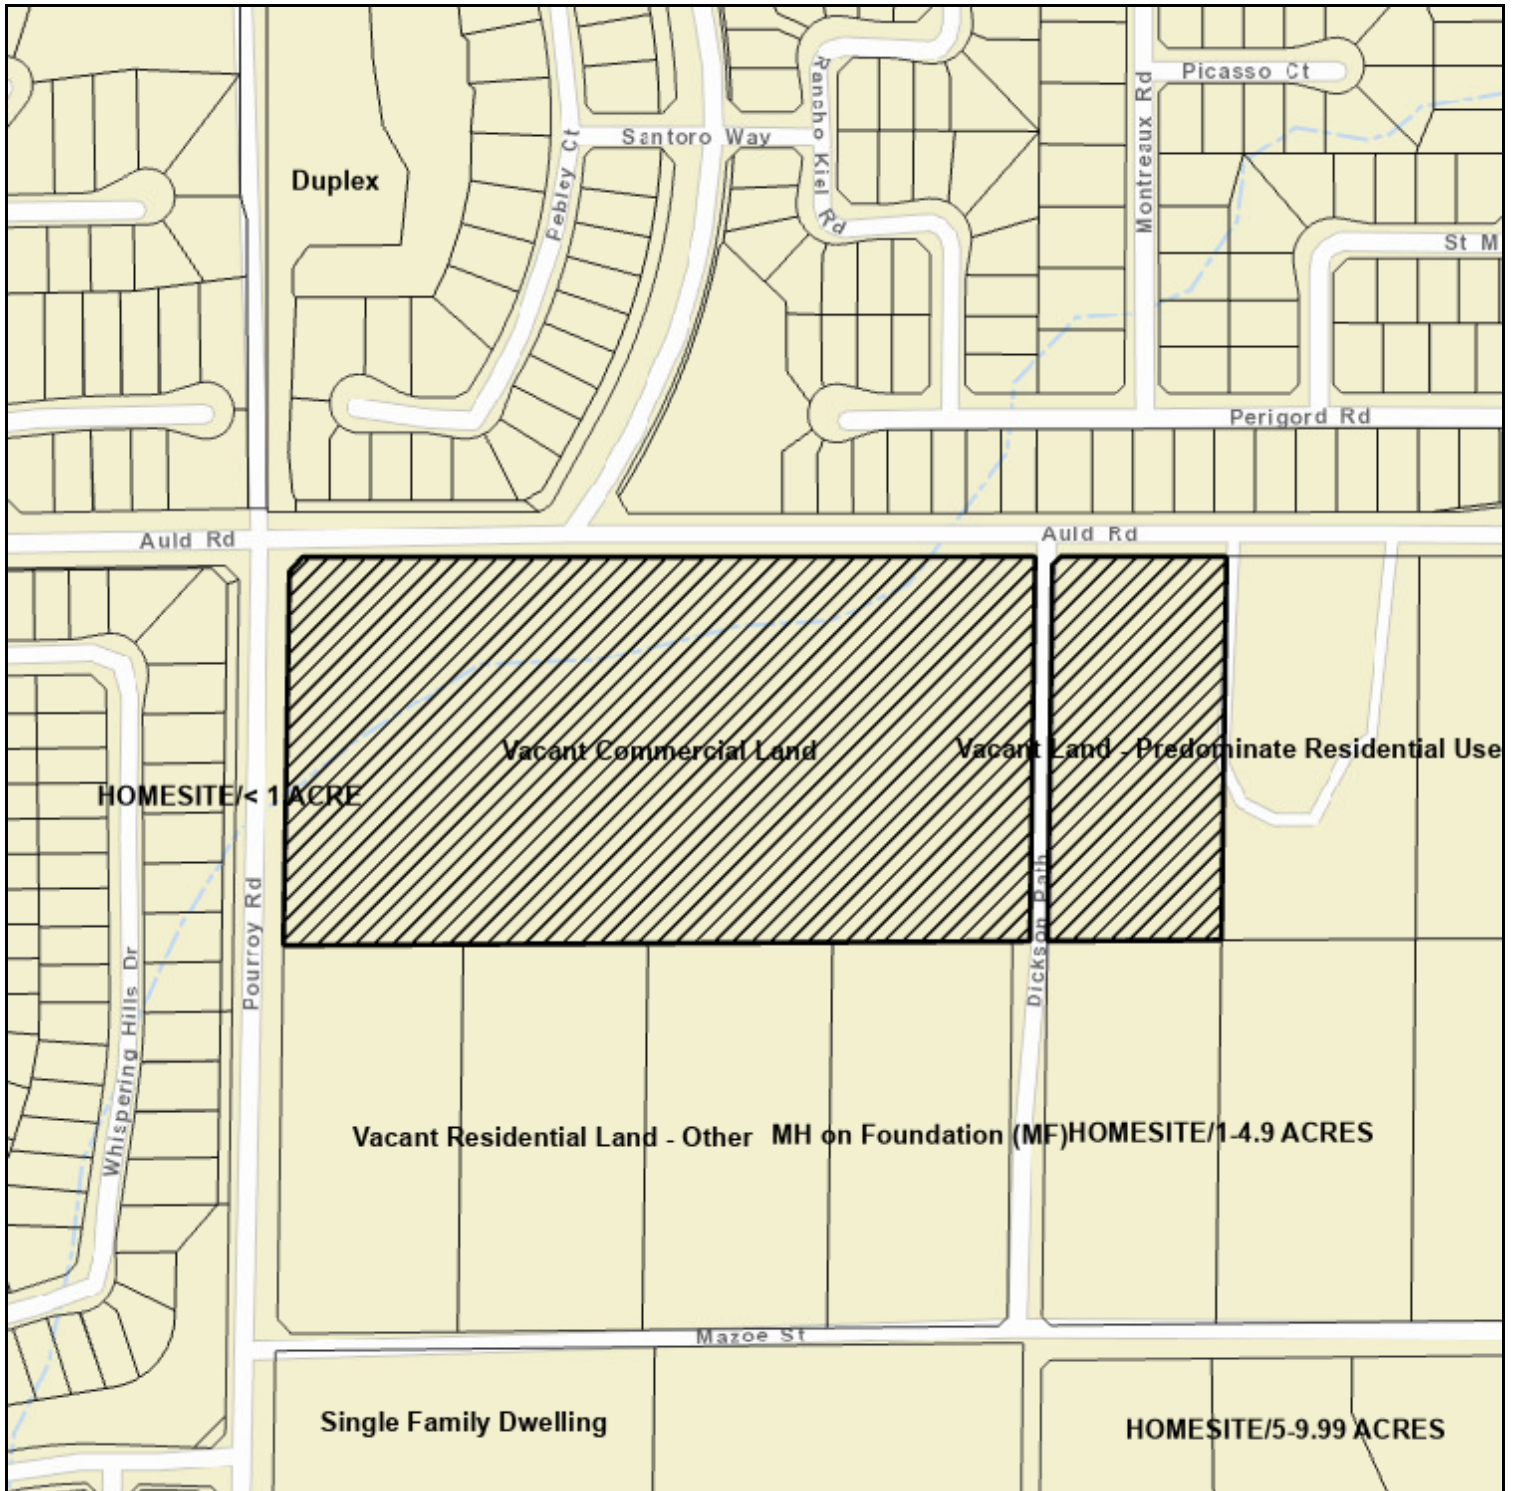 Picasso Ct
Rancho Kiel Rd
Santoro Way
Montreaux Rd
Duplex
Pebley Ct
St M
Perigord Rd
Auld Rd
Auld Rd
Vacant Commercial Land
Vacant Land - Predominate Residential Use
HOMESITE/< 1 ACRE
Pourroy Rd
Dickson Path
Whispering Hills Dr
Vacant Residential Land - Other
MH on Foundation (MF)
HOMESITE/1-4.9 ACRES
Mazoe St
Single Family Dwelling
HOMESITE/5-9.99 ACRES